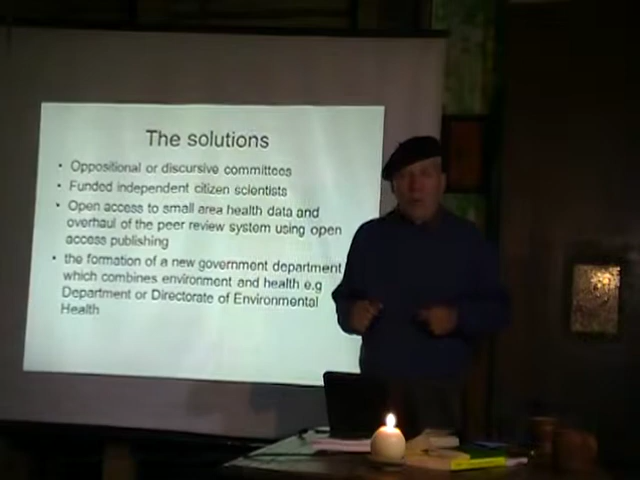 The solutions
• Oppositional or discursive committees
• Funded independent citizen scientists
• Open access to small area health data and
overhaul of the peer review system using open
access publishing
• the formation of a new government department
which combines environment and health e.g
Department or Directorate of Environmental
Health